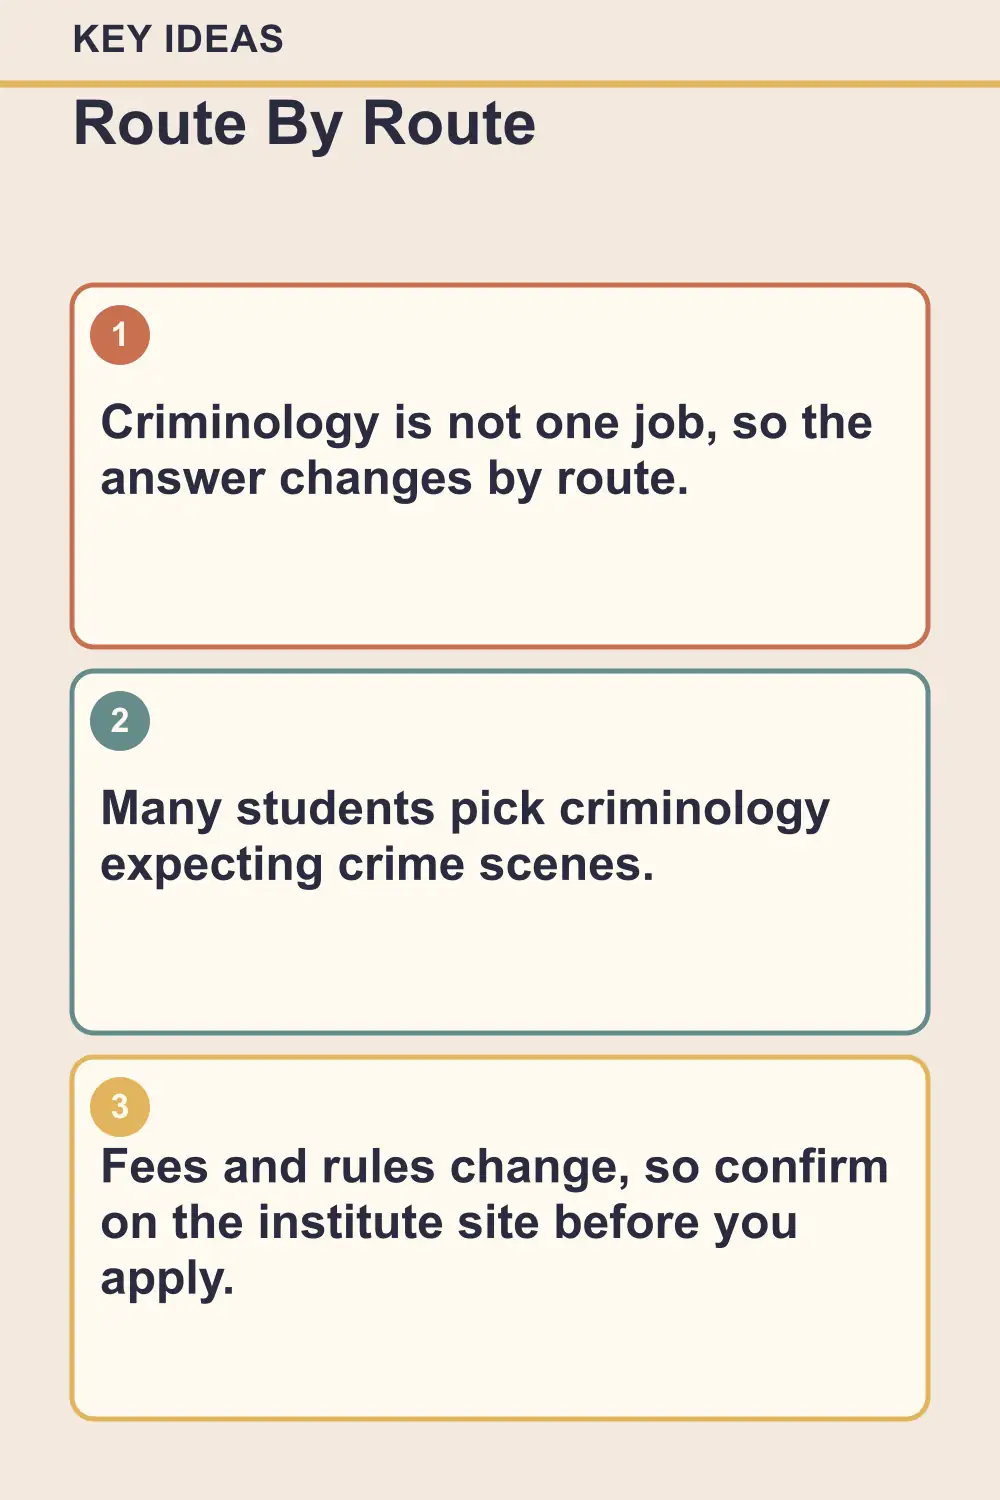 KEY IDEAS
Route By Route
1
Criminology is not one job, so the
answer changes by route.
2
Many students pick criminology
expecting crime scenes.
3
Fees and rules change, so confirm
on the institute site before you
apply.